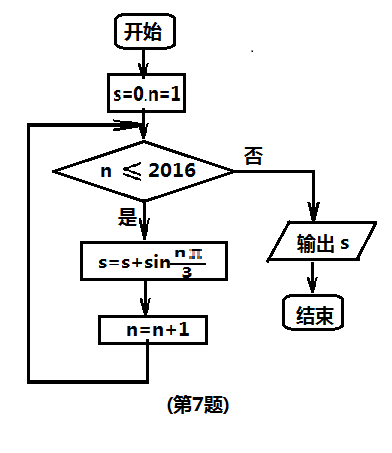 开始
s=0.n=1
n ≤ 2016
否
是
s=s+sin nπ/3
输出 s
n=n+1
结束
(第7题)